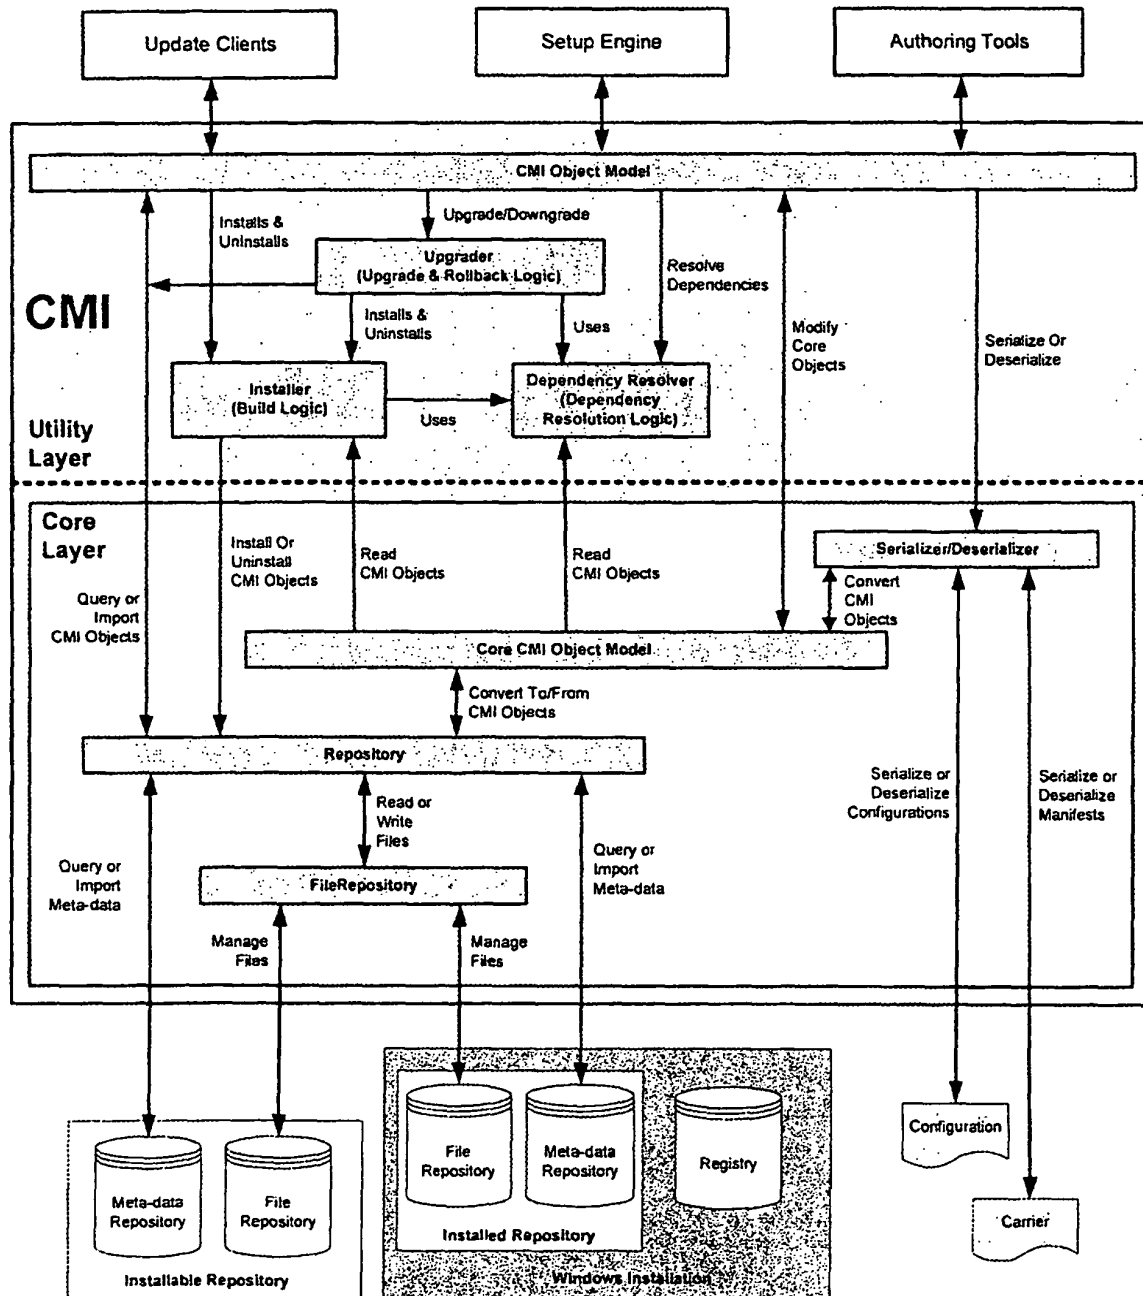 Update Clients
Setup Engine
Authoring Tools
CMI Object Model
Installs &
Uninstalls
Upgrade/Downgrade
Upgrader
(Upgrade & Rollback Logic)
Resolve
Dependencies
CMI
Installs &
Uninstalls
Uses
Modify
Core
Objects
Serialize Or
Deserialize
Installer
(Build Logic)
Uses
Dependency Resolver
(Dependency
Resolution Logic)
Utility
Layer
Core
Layer
Install Or
Uninstall
CMI Objects
Read
CMI Objects
Read
CMI Objects
Serializer/Deserializer
Convert
CMI
Objects
Query or
Import
CMI Objects
Core CMI Object Model
Convert To/From
CMI Objects
Repository
Read or
Write
Files
Serialize or
Deserialize
Configurations
Serialize or
Deserialize
Manifests
Query or
Import
Meta-data
FileRepository
Query or
Import
Meta-data
Manage
Files
Manage
Files
File
Repository
Meta-data
Repository
Registry
Configuration
Meta-data
Repository
File
Repository
Installed Repository
Carrier
Installable Repository
Windows Installation